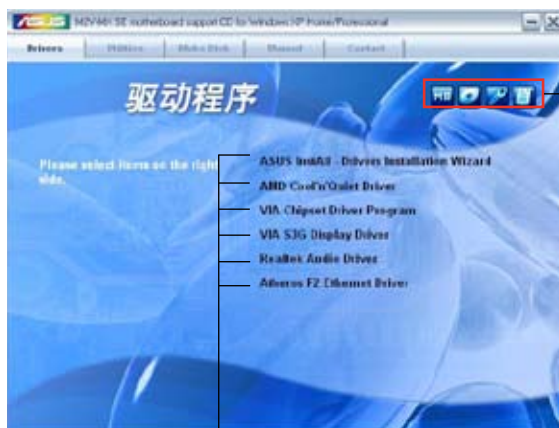 ASUS M2V-MX SE motherboard support CD for Windows XP Home/Professional
Drivers Utilities Make Disk Manual Contact
驱动程序
Please select items on the right side.
ASUS InstAll - Drivers Installation Wizard
AMD Cool'n'Quiet Driver
VIA Chipset Driver Program
VIA S3G Display Driver
Realtek Audio Driver
Atheros F2 Ethernet Driver